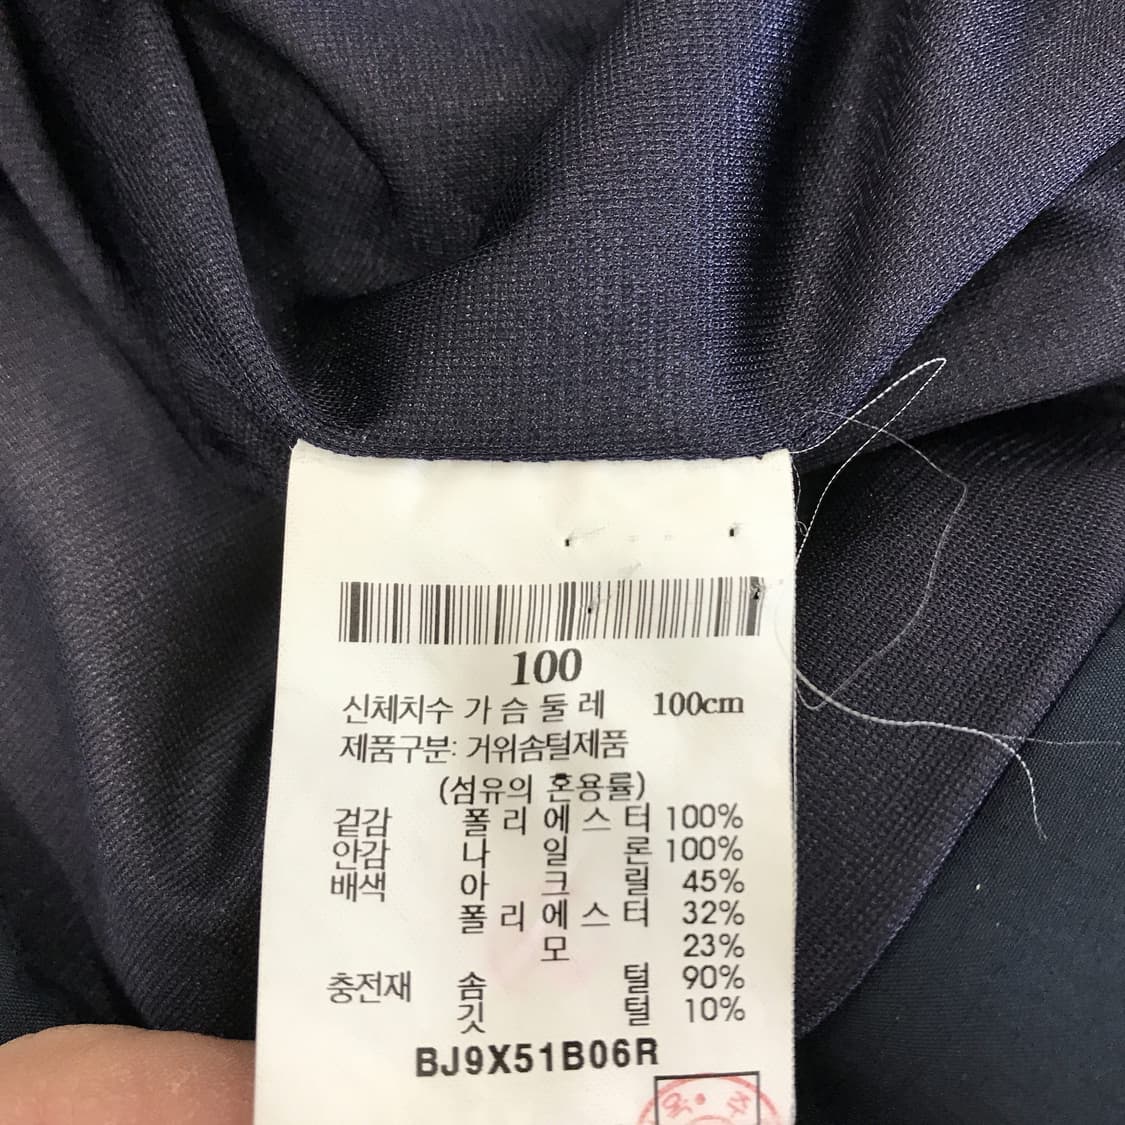 100
신체치수 가슴둘레 100cm
제품구분: 거위솜털제품
(섬유의 혼용률)
겉감 폴리에스터 100%
안감 나일론 100%
배색 아크릴 45%
폴리에스터 32%
모 23%
충전재 솜털 90%
깃털 10%
BJ9X51B06R